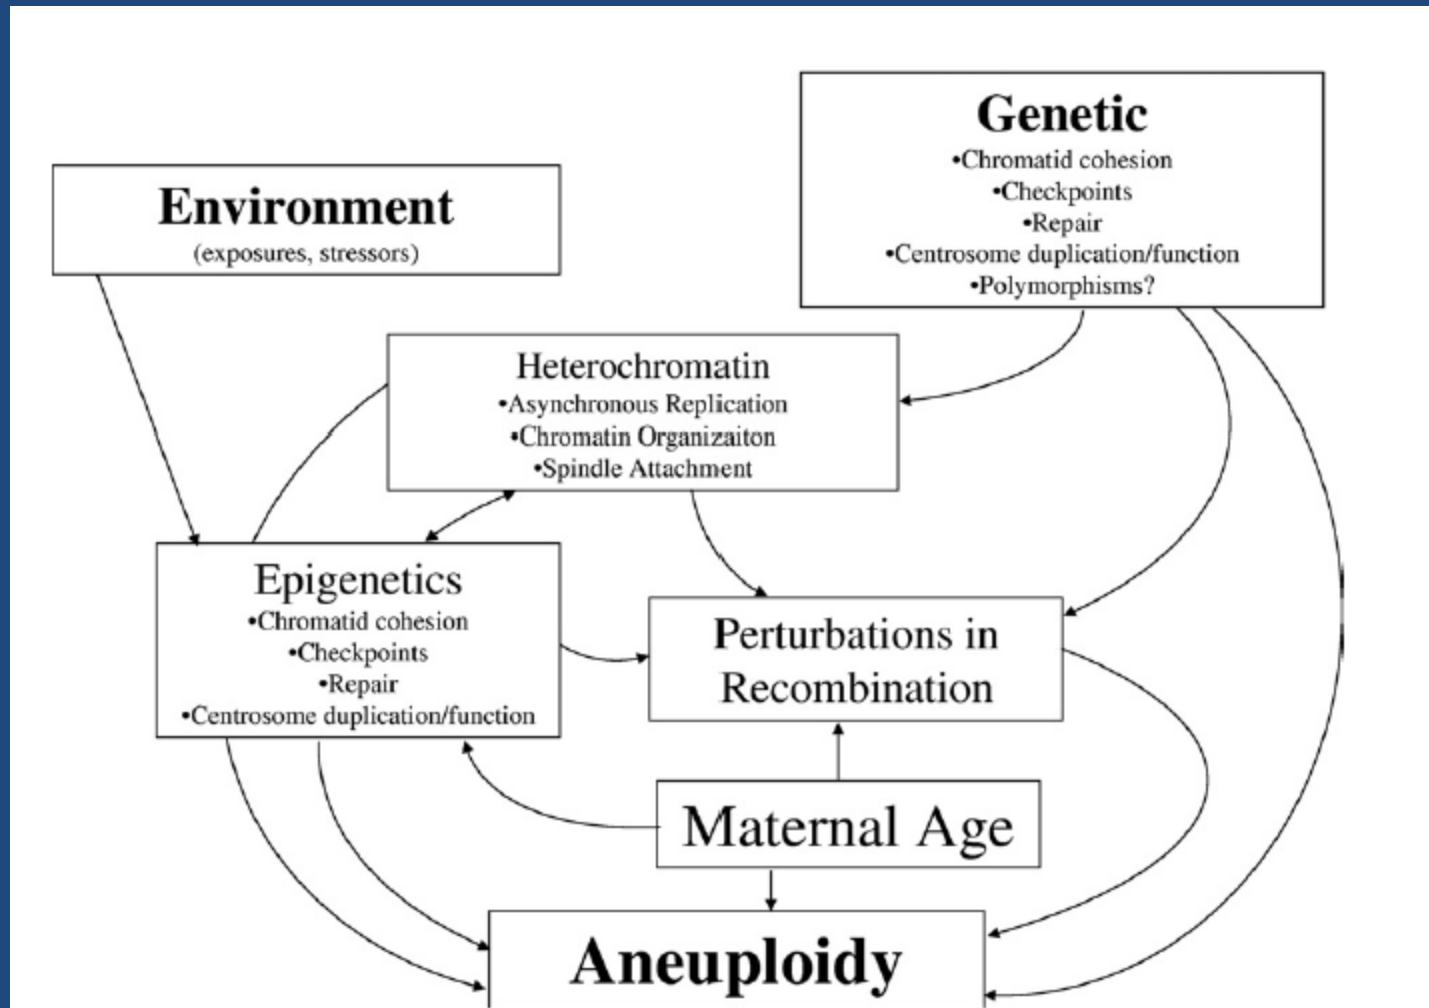 Genetic
•Chromatid cohesion
•Checkpoints
•Repair
•Centrosome duplication/function
•Polymorphisms?
Environment
(exposures, stressors)
Heterochromatin
•Asynchronous Replication
•Chromatin Organizaiton
•Spindle Attachment
Epigenetics
•Chromatid cohesion
•Checkpoints
•Repair
•Centrosome duplication/function
Perturbations in
Recombination
Maternal Age
Aneuploidy